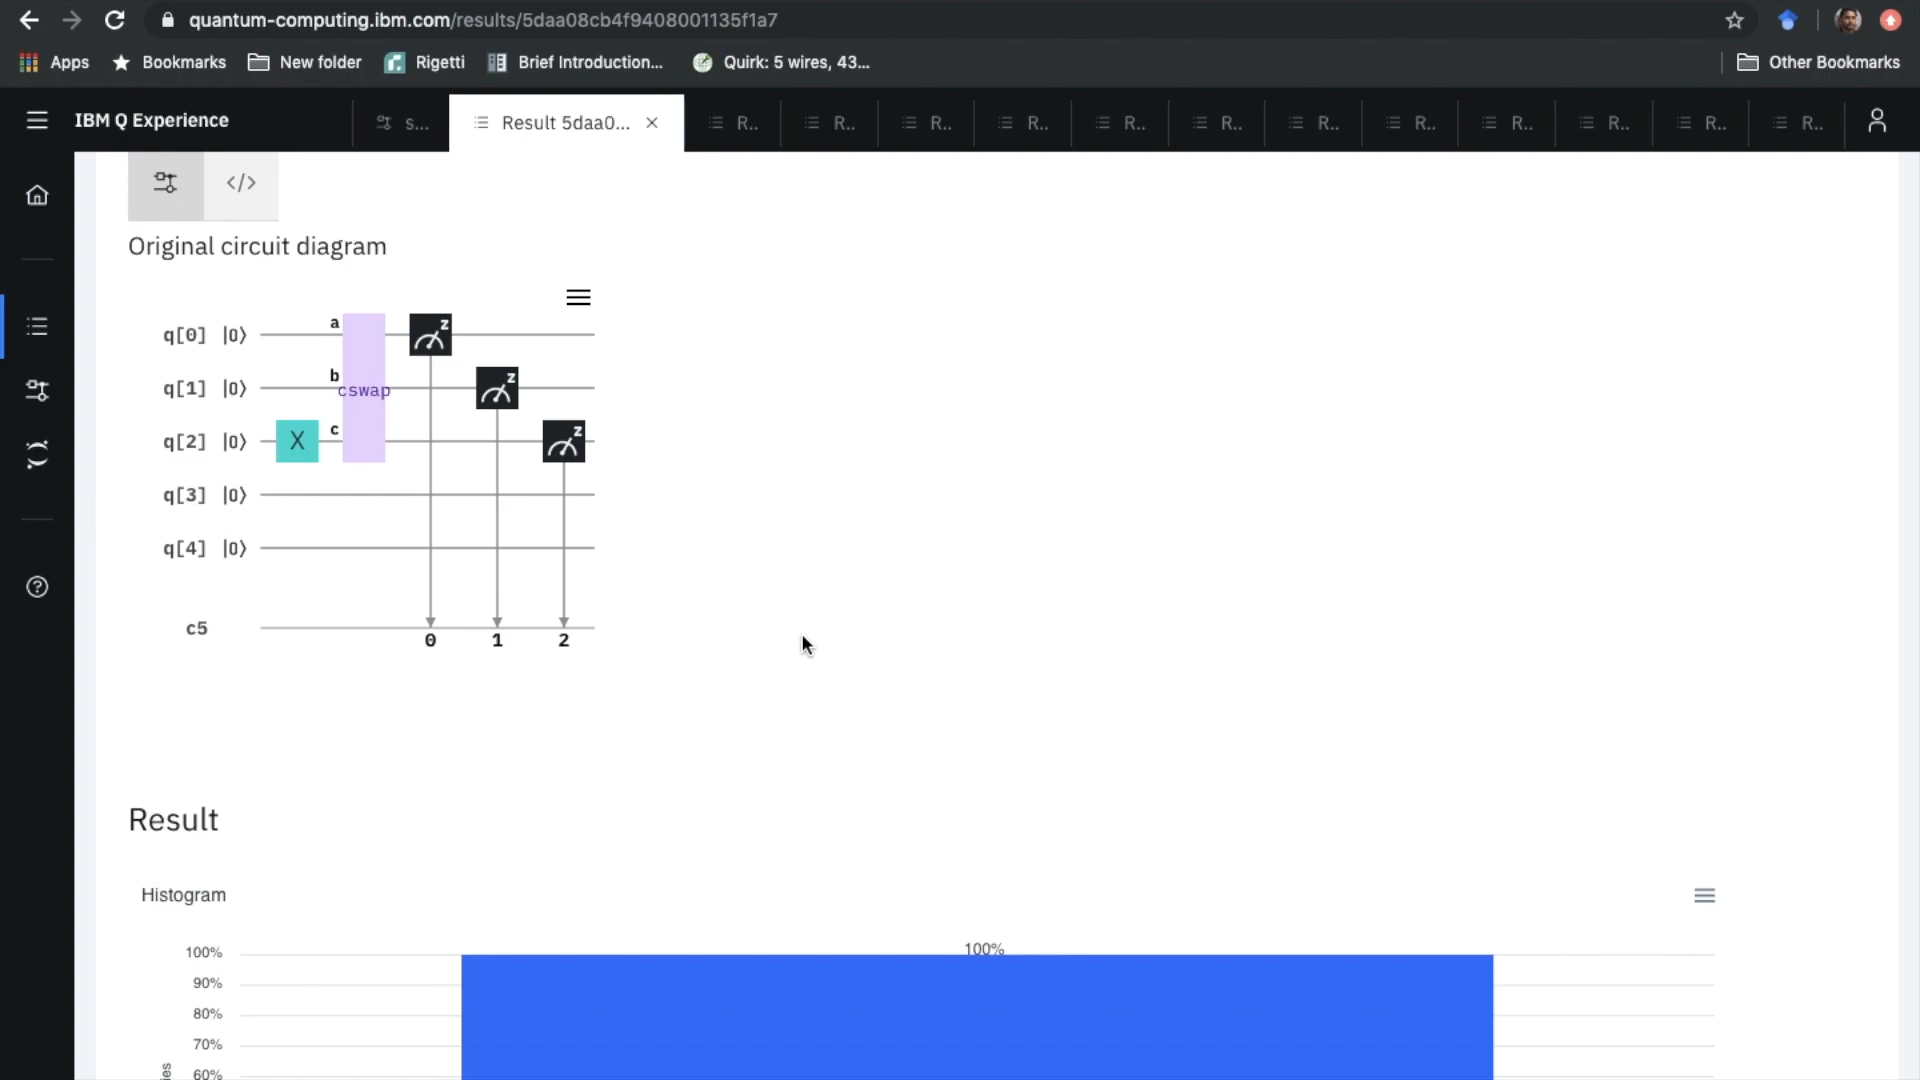 quantum-computing.ibm.com/results/5daa08cb4f9408001135f1a7
Apps Bookmarks New folder Rigetti Brief Introduction... Quirk: 5 wires, 43... Other Bookmarks
IBM Q Experience s... Result 5daa0... × R.. R.. R.. R.. R.. R.. R.. R.. R.. R.. R.. R..
</>
Original circuit diagram
q[0] |0⟩ a z
q[1] |0⟩ b cswap z
q[2] |0⟩ X c z
q[3] |0⟩
q[4] |0⟩
c5
0 1 2
Result
Histogram
100% 100%
90%
80%
70%
60%